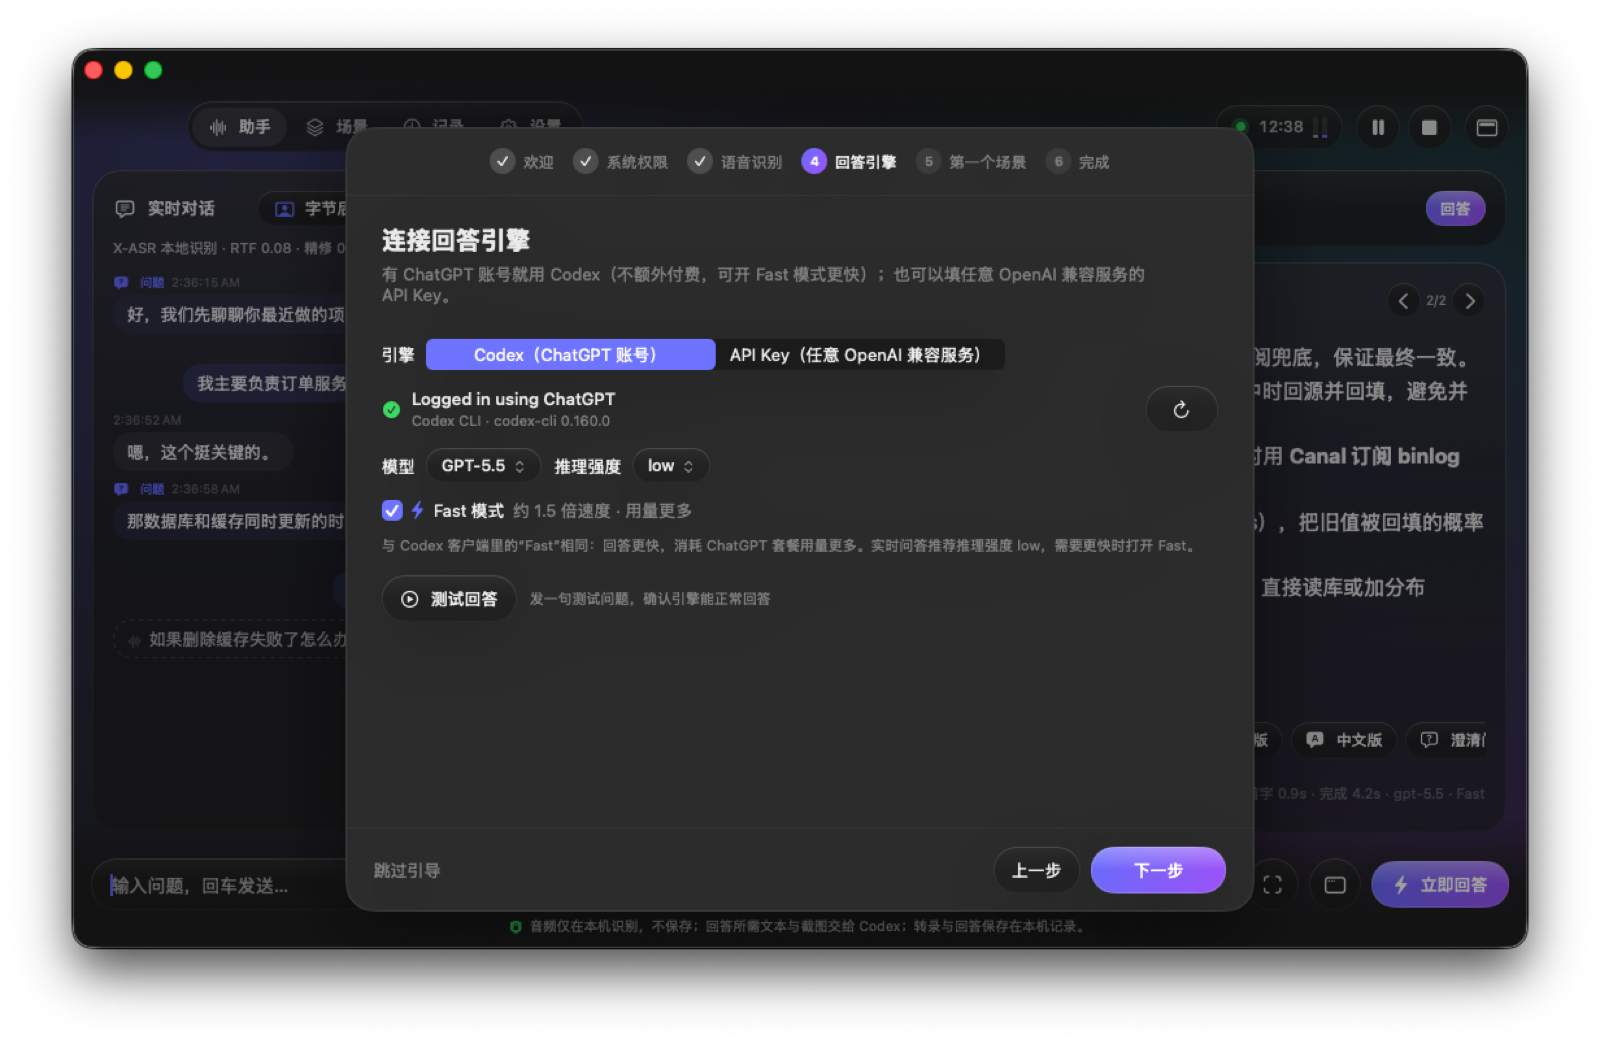 助手
场景
12:38
欢迎
系统权限
语音识别
4 回答引擎
5 第一个场景
6 完成
实时对话
X-ASR 本地识别 · RTF 0.08 · 精修 0
问题 2:36:15 AM
好，我们先聊聊你最近做的项
我主要负责订单服务
2:36:52 AM
嗯，这个挺关键的。
问题 2:36:58 AM
那数据库和缓存同时更新的时
如果删除缓存失败了怎么办
输入问题，回车发送...
连接回答引擎
有 ChatGPT 账号就用 Codex（不额外付费，可开 Fast 模式更快）；也可以填任意 OpenAI 兼容服务的
API Key。
引擎 Codex（ChatGPT 账号） API Key（任意 OpenAI 兼容服务）
Logged in using ChatGPT
Codex CLI · codex-cli 0.160.0
模型 GPT-5.5 推理强度 low
Fast 模式 约 1.5 倍速度 · 用量更多
与 Codex 客户端里的“Fast”相同：回答更快，消耗 ChatGPT 套餐用量更多。实时问答推荐推理强度 low，需要更快时打开 Fast。
测试回答 发一句测试问题，确认引擎能正常回答
跳过引导
上一步
下一步
回答
2/2
兜底，保证最终一致。
时回源并回填，避免并
用 Canal 订阅 binlog
），把旧值被回填的概率
直接读库或加分布
版
中文版
澄清
字 0.9s · 完成 4.2s · gpt-5.5 · Fast
立即回答
音频仅在本机识别，不保存；回答所需文本与截图交给 Codex；转录与回答保存在本机记录。